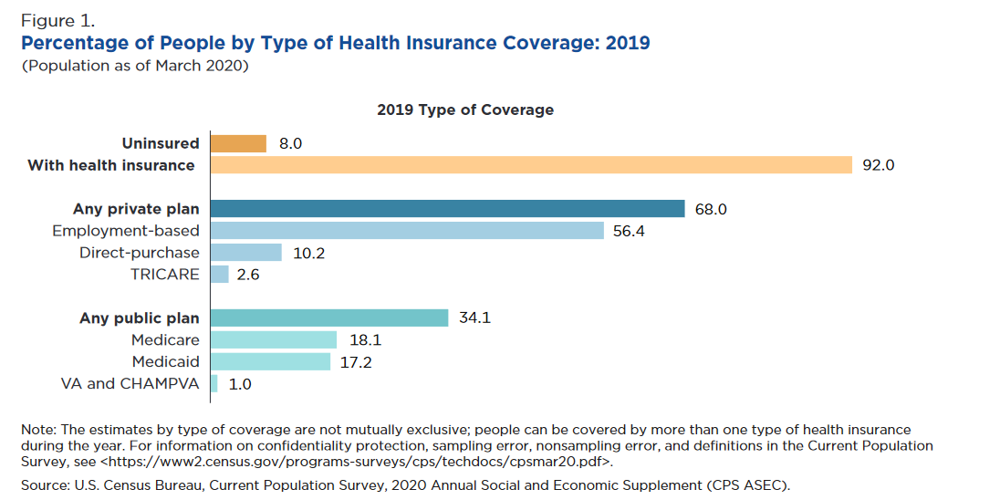 Figure 1.
Percentage of People by Type of Health Insurance Coverage: 2019
(Population as of March 2020)
2019 Type of Coverage
Uninsured 8.0
With health insurance 92.0
Any private plan 68.0
Employment-based 56.4
Direct-purchase 10.2
TRICARE 2.6
Any public plan 34.1
Medicare 18.1
Medicaid 17.2
VA and CHAMPVA 1.0
Note: The estimates by type of coverage are not mutually exclusive; people can be covered by more than one type of health insurance
during the year. For information on confidentiality protection, sampling error, nonsampling error, and definitions in the Current Population
Survey, see <https://www2.census.gov/programs-surveys/cps/techdocs/cpsmar20.pdf>.
Source: U.S. Census Bureau, Current Population Survey, 2020 Annual Social and Economic Supplement (CPS ASEC).